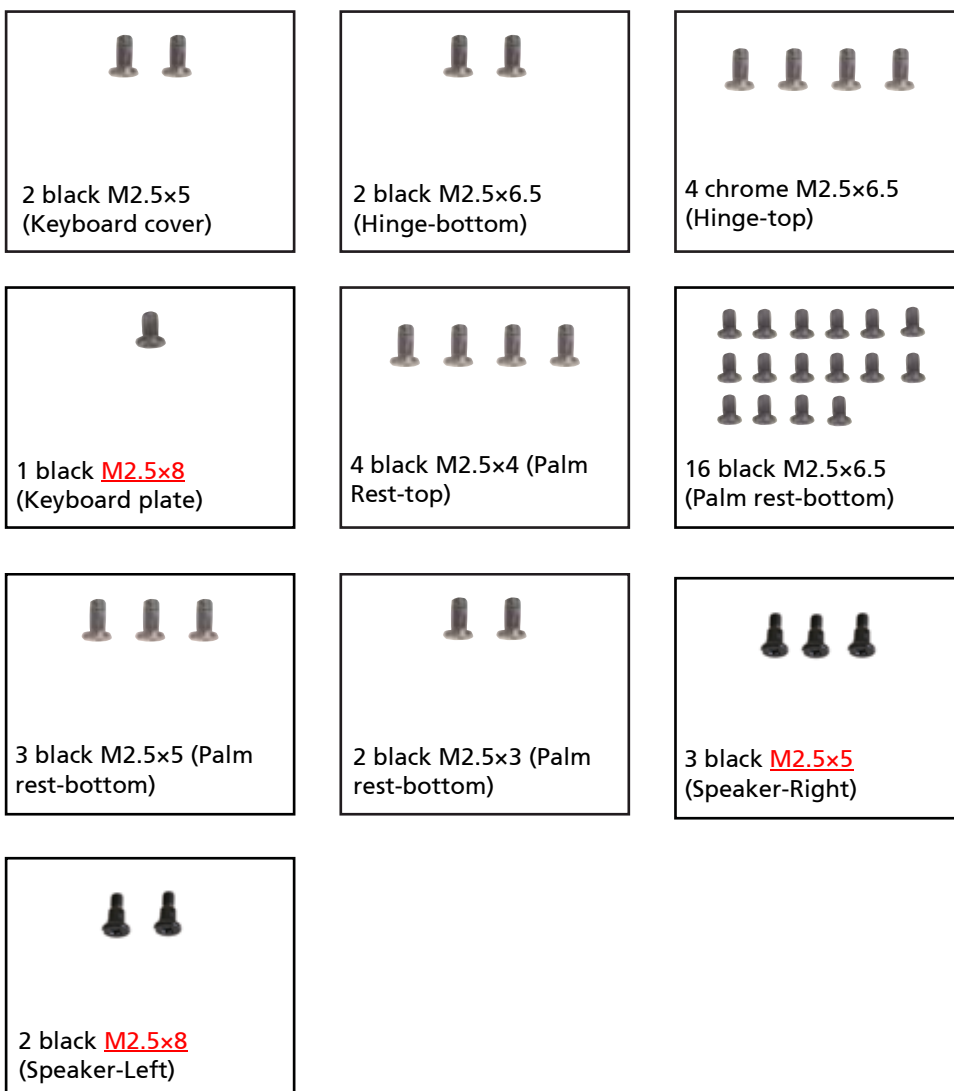 2 black M2.5×5
(Keyboard cover)
2 black M2.5×6.5
(Hinge-bottom)
4 chrome M2.5×6.5
(Hinge-top)
1 black M2.5×8
(Keyboard plate)
4 black M2.5×4 (Palm
Rest-top)
16 black M2.5×6.5
(Palm rest-bottom)
3 black M2.5×5 (Palm
rest-bottom)
2 black M2.5×3 (Palm
rest-bottom)
3 black M2.5×5
(Speaker-Right)
2 black M2.5×8
(Speaker-Left)